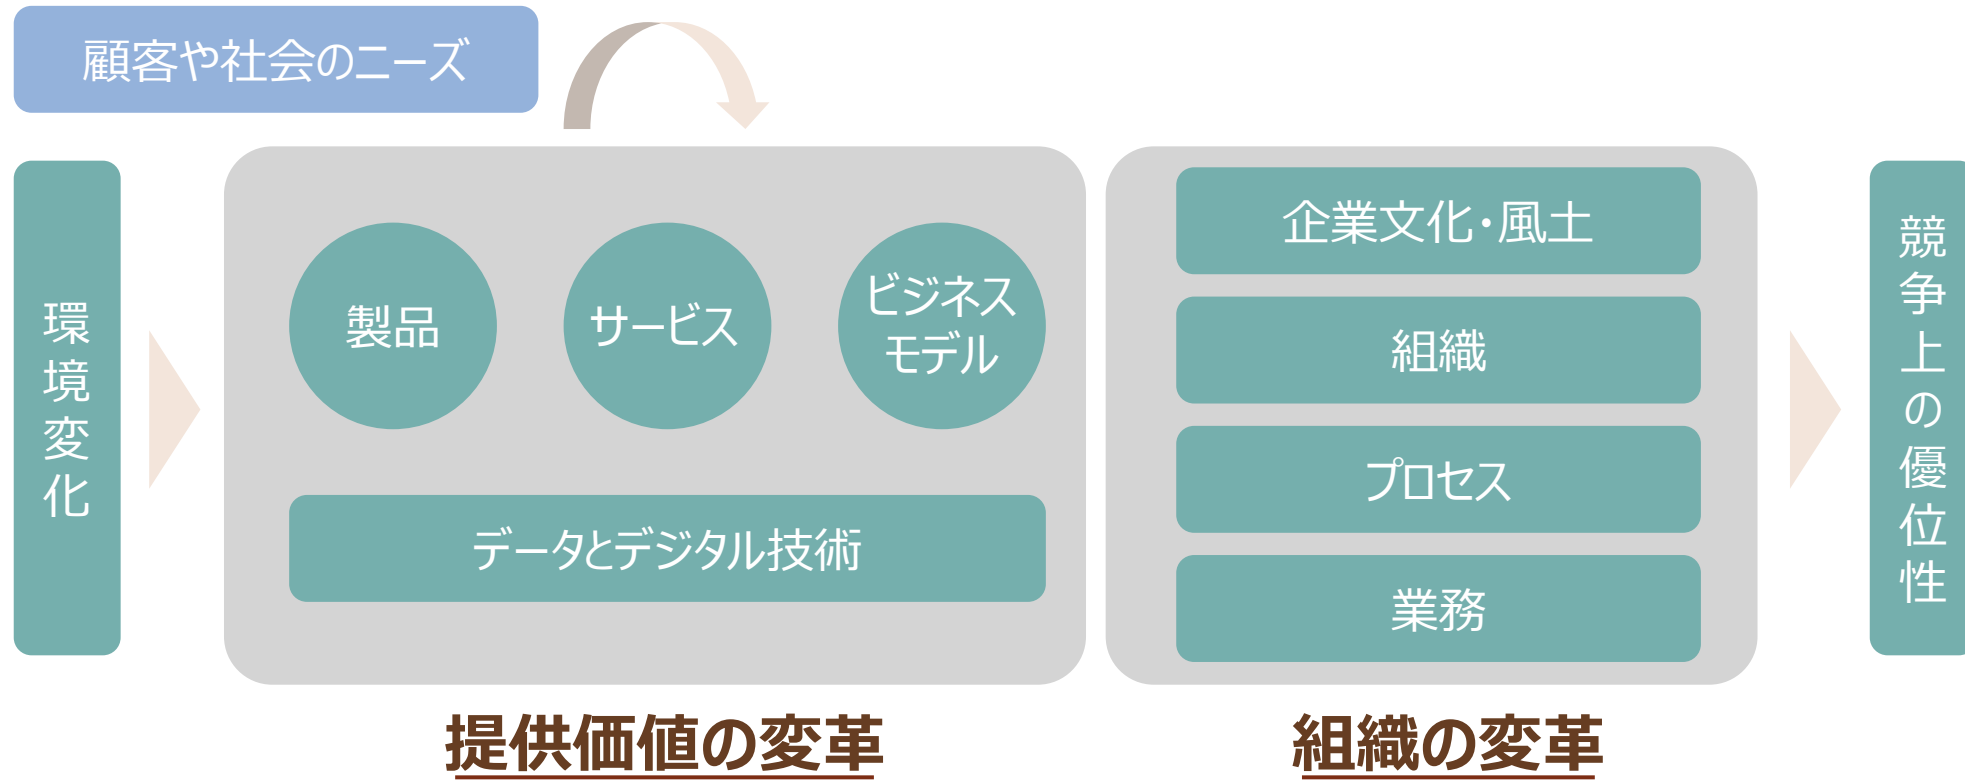 顧客や社会のニーズ
環境変化
製品
サービス
ビジネス
モデル
データとデジタル技術
提供価値の変革
企業文化・風土
組織
プロセス
業務
組織の変革
競争上の優位性